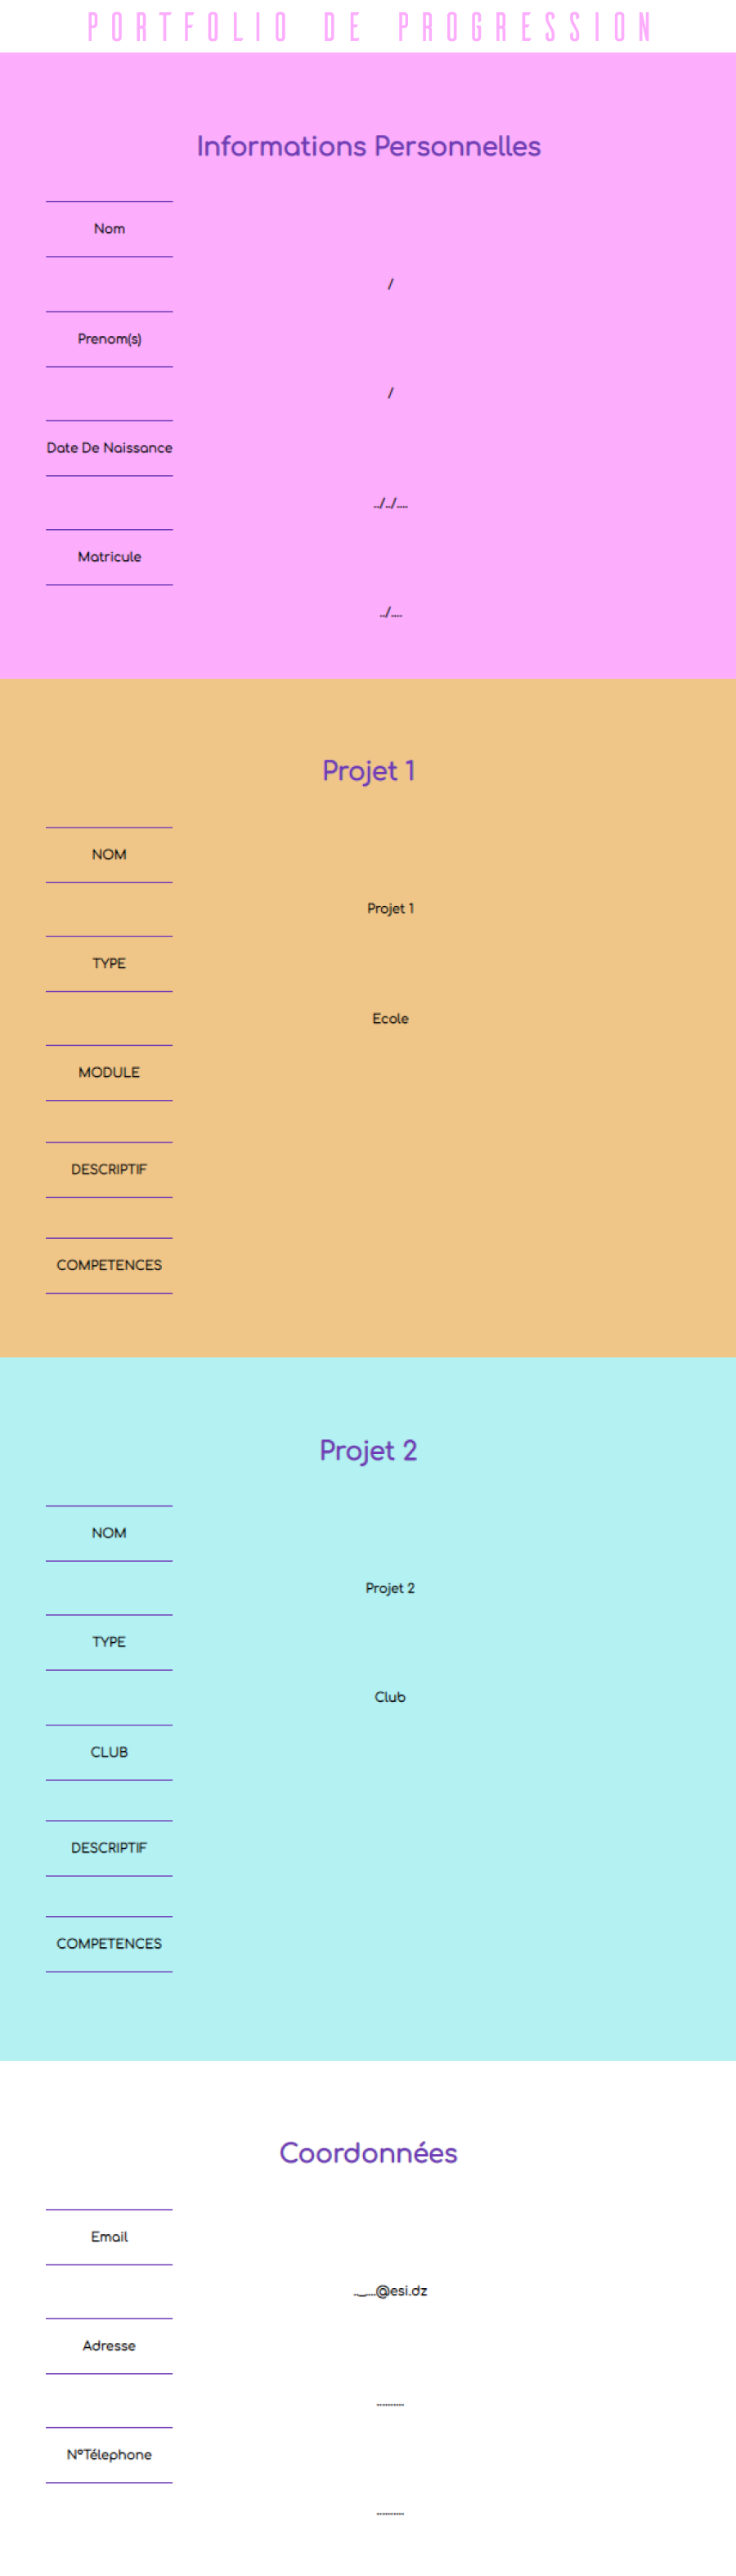 PORTFOLIO DE PROGRESSION
Informations Personnelles
Nom
/
Prenom(s)
/
Date De Naissance
../../....
Matricule
../....
Projet 1
NOM
Projet 1
TYPE
Ecole
MODULE
DESCRIPTIF
COMPETENCES
Projet 2
NOM
Projet 2
TYPE
Club
CLUB
DESCRIPTIF
COMPETENCES
Coordonnées
Email
.._....@esi.dz
Adresse
..........
N°Télephone
..........